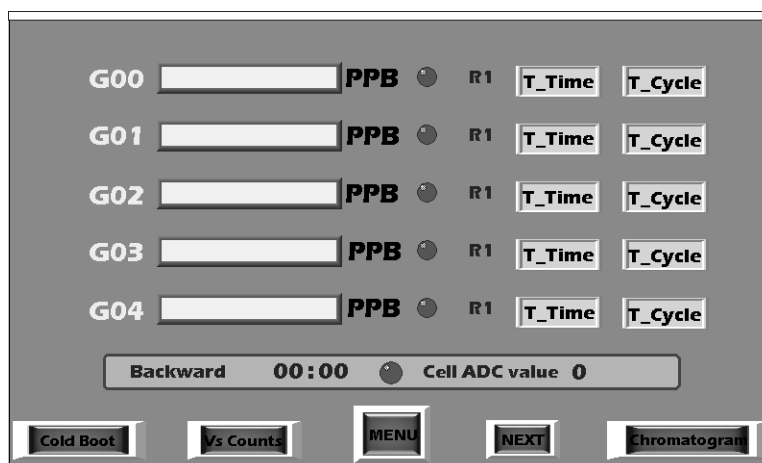 G00 PPB R1 T_Time T_Cycle
G01 PPB R1 T_Time T_Cycle
G02 PPB R1 T_Time T_Cycle
G03 PPB R1 T_Time T_Cycle
G04 PPB R1 T_Time T_Cycle
Backward 00:00 Cell ADC value 0
Cold Boot Vs Counts MENU NEXT Chromatogram